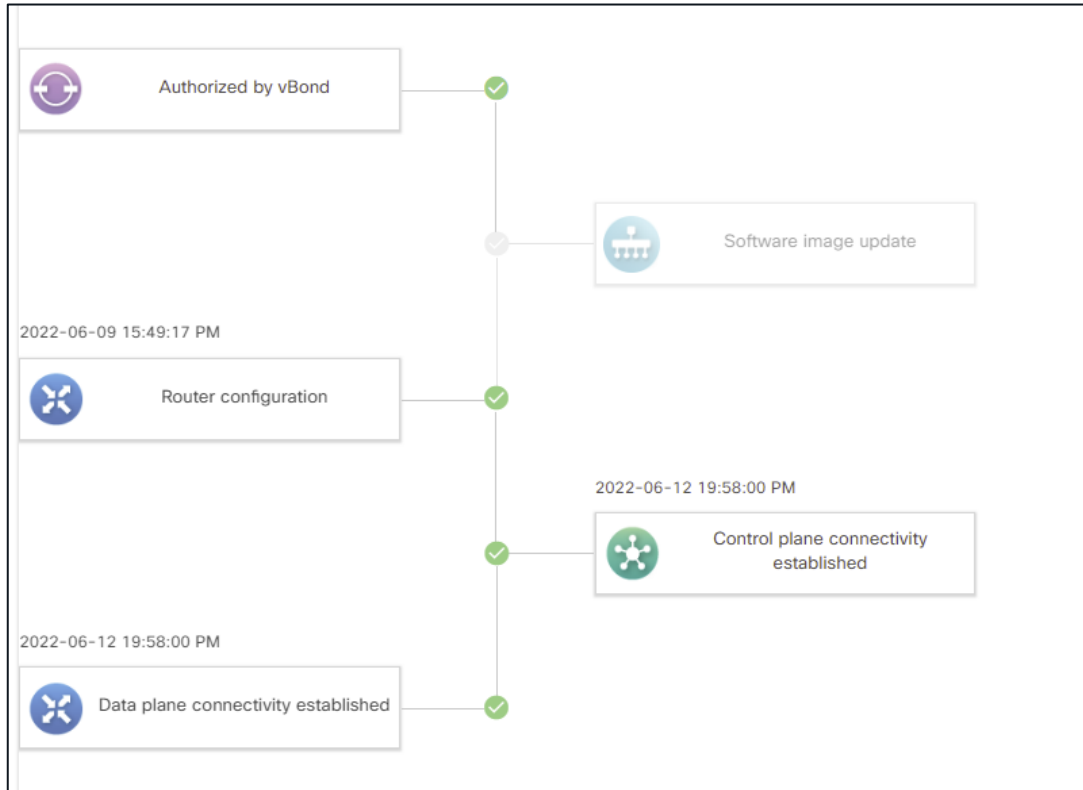 Authorized by vBond
Software image update
2022-06-09 15:49:17 PM
Router configuration
2022-06-12 19:58:00 PM
Control plane connectivity
established
2022-06-12 19:58:00 PM
Data plane connectivity established